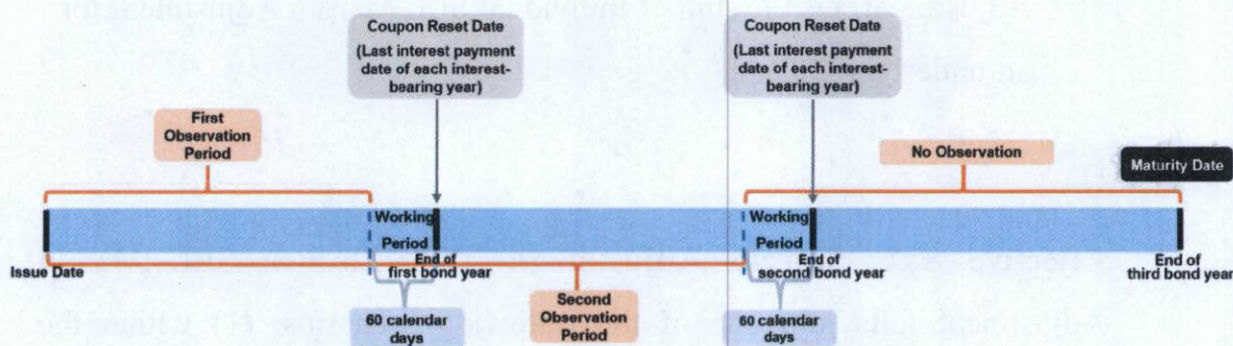 Coupon Reset Date
(Last interest payment
date of each interest-
bearing year)
Coupon Reset Date
(Last interest payment
date of each interest-
bearing year)
First
Observation
Period
No Observation
Maturity Date
Working
Period
Working
Period
Issue Date
End of
first bond year
End of
second bond year
End of
third bond year
60 calendar
days
Second
Observation
Period
60 calendar
days